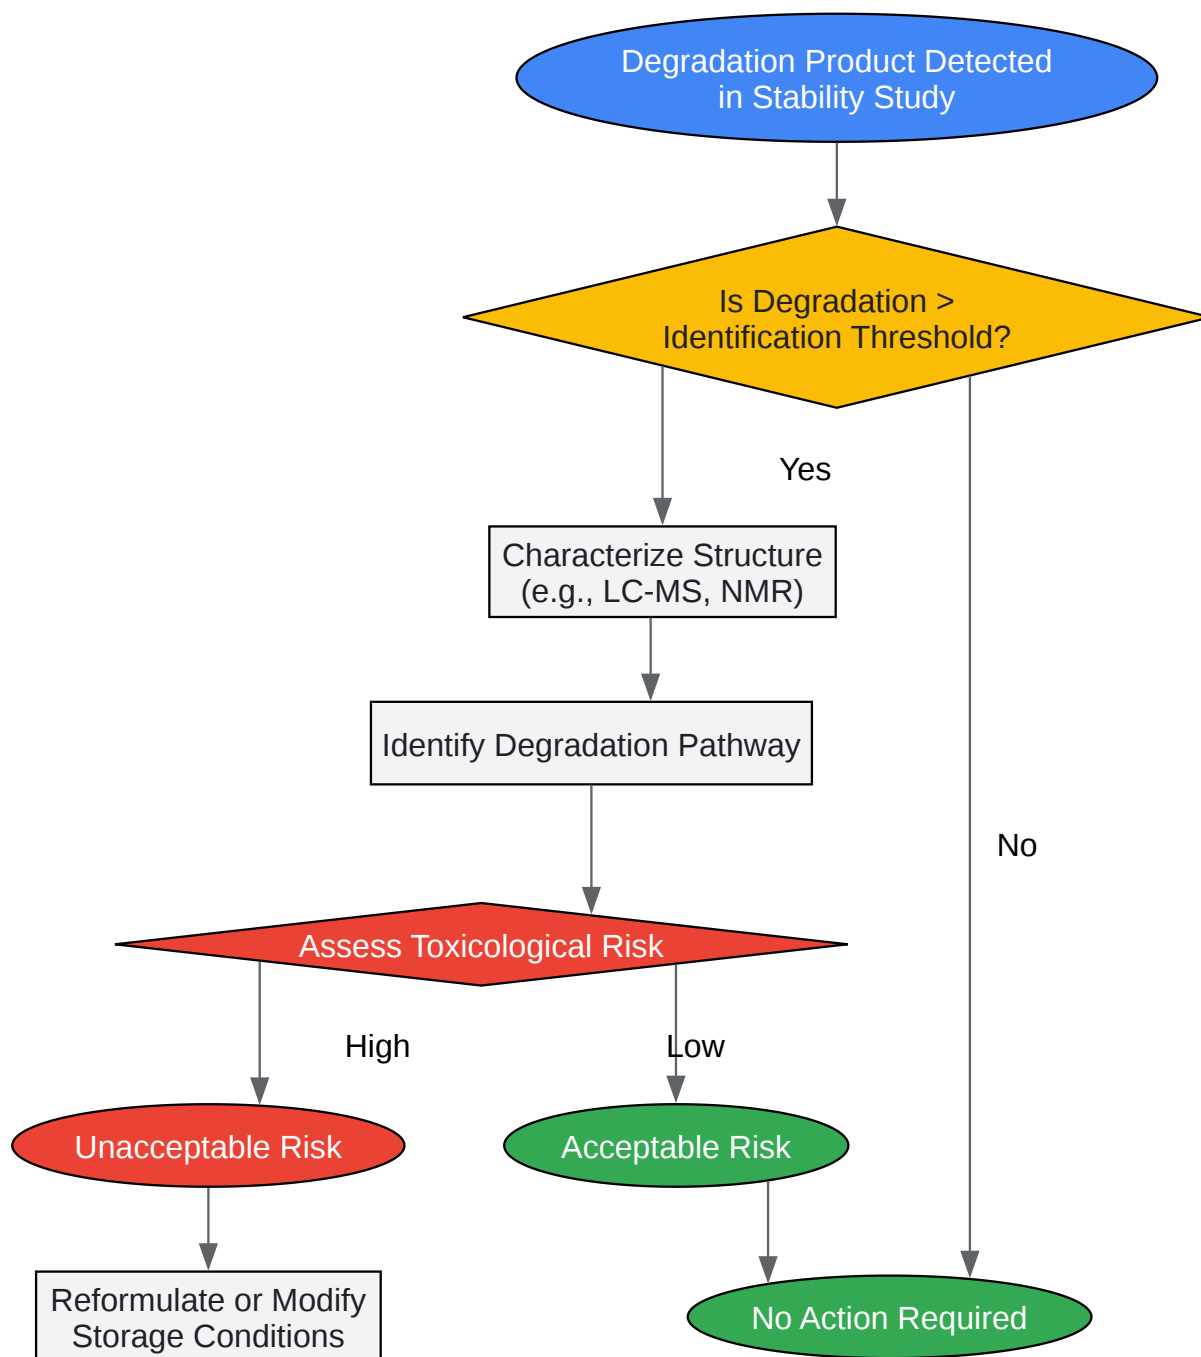 Degradation Product Detected
in Stability Study
Is Degradation >
Identification Threshold?
Yes
Characterize Structure
(e.g., LC-MS, NMR)
Identify Degradation Pathway
No
Assess Toxicological Risk
High
Low
Unacceptable Risk
Acceptable Risk
Reformulate or Modify
Storage Conditions
No Action Required